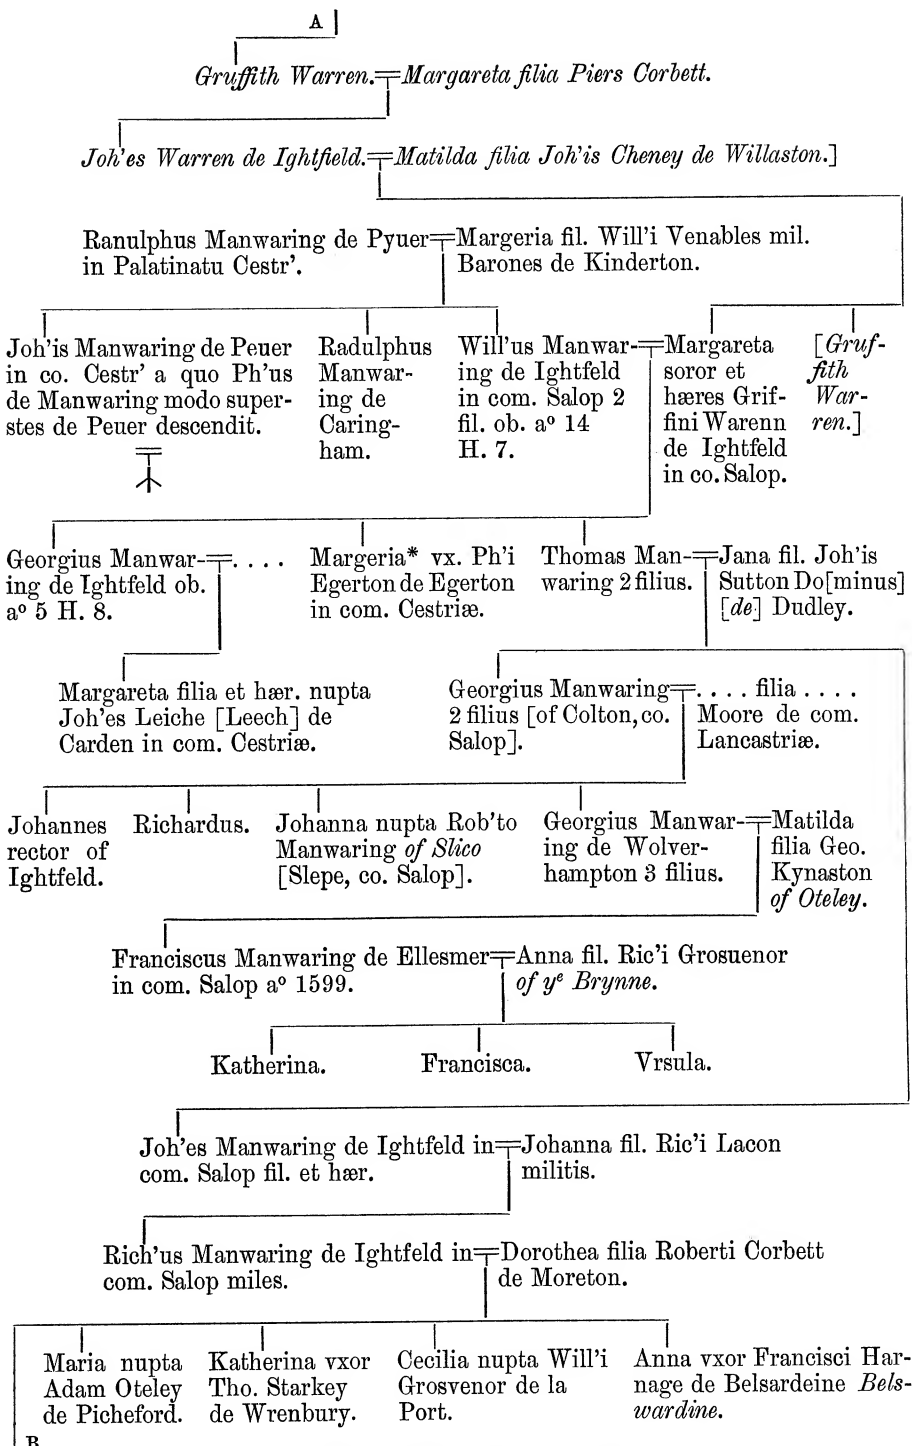 A
Gruffith Warren.
Margareta filia Piers Corbett.
Joh'es Warren de Ightfield.
Matilda filia Joh'is Cheney de Willaston.]
Ranulphus Manwaring de Pyuer
in Palatinatu Cestr'.
Margeria fil. Will'i Venables mil.
Barones de Kinderton.
Joh'is Manwaring de Peuer
in co. Cestr' a quo Ph'us
de Manwaring modo super-
stes de Peuer descendit.
Radulphus
Manwar-
ing de
Caring-
ham.
Will'us Manwar-
ing de Ightfeld
in com. Salop 2
fil. ob. aº 14
H. 7.
Margareta
soror et
hæres Grif-
fini Warenn
de Ightfeld
in co. Salop.
[Gruf-
fith
War-
ren.]
Georgius Manwar-
ing de Ightfeld ob.
aº 5 H. 8.
. . . .
Margeria* vx. Ph'i
Egerton de Egerton
in com. Cestriæ.
Thomas Man-
waring 2 filius.
Jana fil. Joh'is
Sutton Do[minus]
[de] Dudley.
Margareta filia et hær. nupta
Joh'es Leiche [Leech] de
Carden in com. Cestriæ.
Georgius Manwaring
2 filius [of Colton, co.
Salop].
. . . . filia . . . .
Moore de com.
Lancastriæ.
Johannes
rector of
Ightfeld.
Richardus.
Johanna nupta Rob'to
Manwaring of Slico
[Slepe, co. Salop].
Georgius Manwar-
ing de Wolver-
hampton 3 filius.
Matilda
filia Geo.
Kynaston
of Oteley.
Franciscus Manwaring de Ellesmer
in com. Salop aº 1599.
Anna fil. Ric'i Grosuenor
of yᵉ Brynne.
Katherina.
Francisca.
Vrsula.
Joh'es Manwaring de Ightfeld in
com. Salop fil. et hær.
Johanna fil. Ric'i Lacon
militis.
Rich'us Manwaring de Ightfeld in
com. Salop miles.
Dorothea filia Roberti Corbett
de Moreton.
Maria nupta
Adam Oteley
de Picheford.
Katherina vxor
Tho. Starkey
de Wrenbury.
Cecilia nupta Will'i
Grosvenor de la
Port.
Anna vxor Francisci Har-
nage de Belsardeine Bels-
wardine.
B